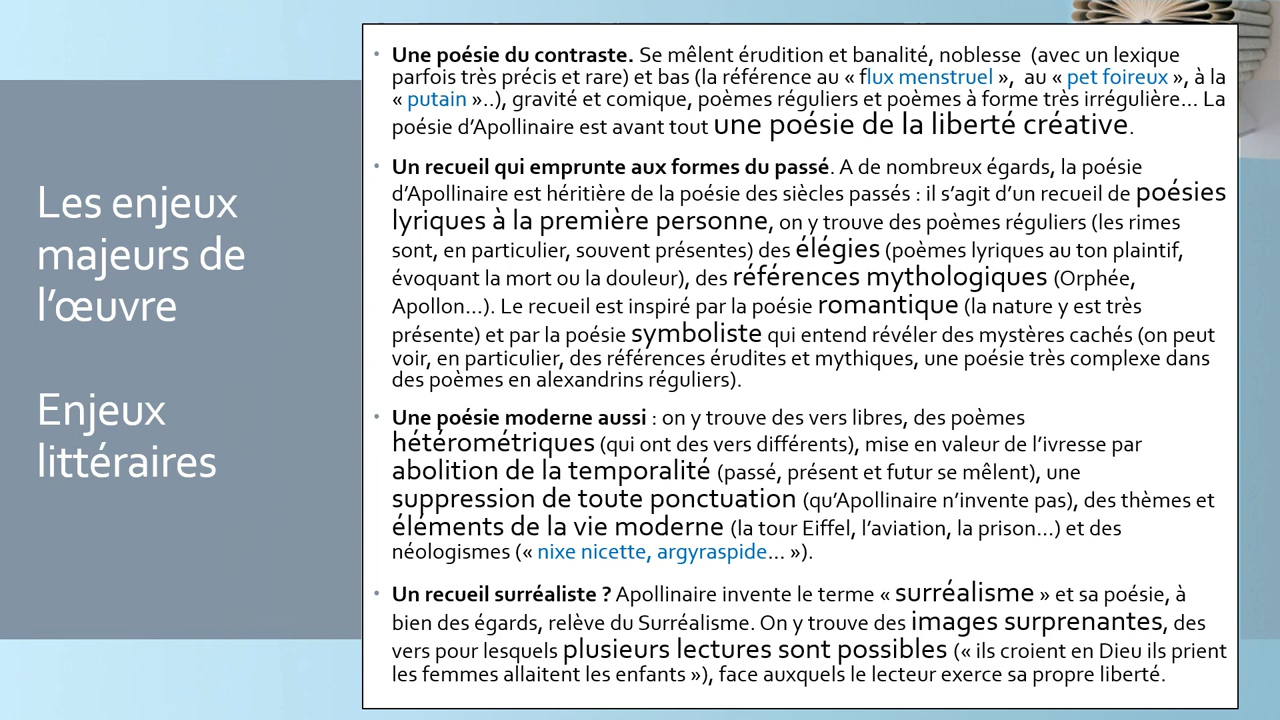 Les enjeux
majeurs de
l'œuvre
Enjeux
littéraires
• Une poésie du contraste. Se mêlent érudition et banalité, noblesse (avec un lexique
parfois très précis et rare) et bas (la référence au « flux menstruel », au « pet foireux », à la
« putain »..), gravité et comique, poèmes réguliers et poèmes à forme très irrégulière... La
poésie d'Apollinaire est avant tout une poésie de la liberté créative.
• Un recueil qui emprunte aux formes du passé. A de nombreux égards, la poésie
d'Apollinaire est héritière de la poésie des siècles passés : il s'agit d'un recueil de poésies
lyriques à la première personne, on y trouve des poèmes réguliers (les rimes
sont, en particulier, souvent présentes) des élégies (poèmes lyriques au ton plaintif,
évoquant la mort ou la douleur), des références mythologiques (Orphée,
Apollon...). Le recueil est inspiré par la poésie romantique (la nature y est très
présente) et par la poésie symboliste qui entend révéler des mystères cachés (on peut
voir, en particulier, des références érudites et mythiques, une poésie très complexe dans
des poèmes en alexandrins réguliers).
• Une poésie moderne aussi : on y trouve des vers libres, des poèmes
hétérométriques (qui ont des vers différents), mise en valeur de l'ivresse par
abolition de la temporalité (passé, présent et futur se mêlent), une
suppression de toute ponctuation (qu'Apollinaire n'invente pas), des thèmes et
éléments de la vie moderne (la tour Eiffel, l'aviation, la prison...) et des
néologismes (« nixe nicette, argyraspide... »).
• Un recueil surréaliste ? Apollinaire invente le terme « surréalisme » et sa poésie, à
bien des égards, relève du Surréalisme. On y trouve des images surprenantes, des
vers pour lesquels plusieurs lectures sont possibles (« ils croient en Dieu ils prient
les femmes allaitent les enfants »), face auxquels le lecteur exerce sa propre liberté.